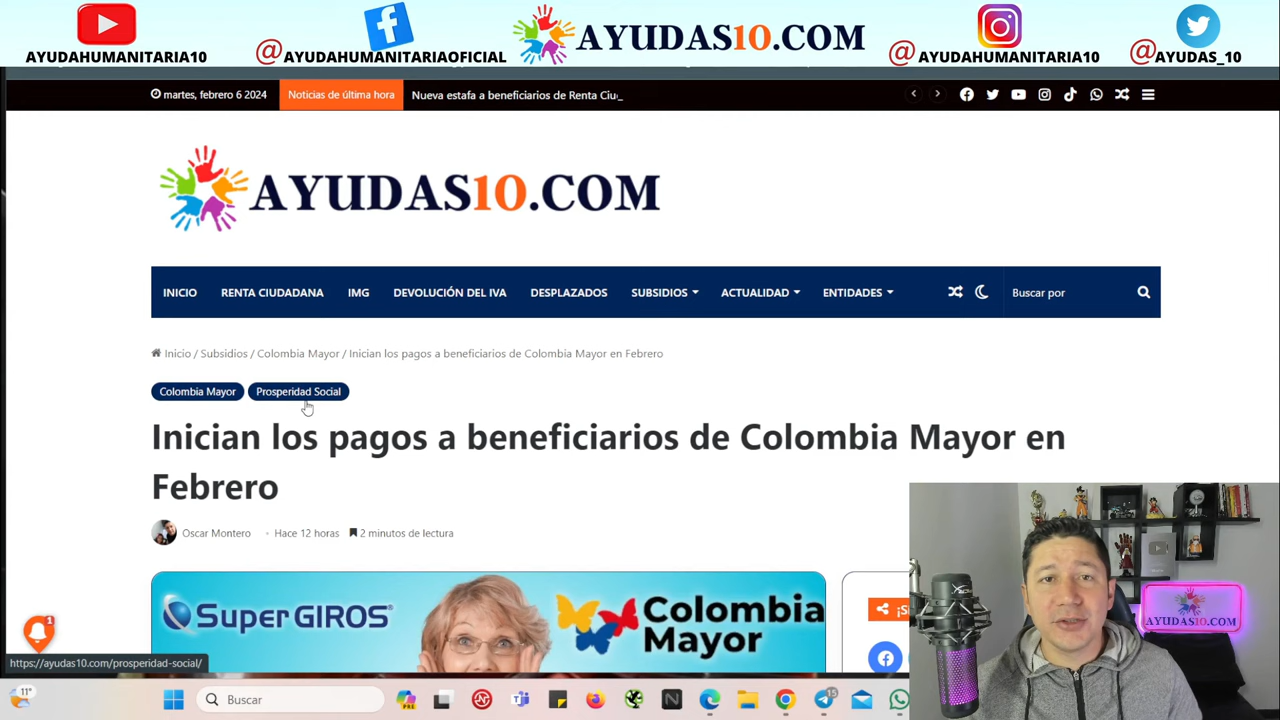 AYUDAHUMANITARIA10
@AYUDAHUMANITARIAOFICIAL
AYUDAS10.COM
@AYUDAHUMANITARIA10
@AYUDAS_10
martes, febrero 6 2024
Noticias de última hora
Nueva estafa a beneficiarios de Renta Ciu_
AYUDAS10.COM
INICIO
RENTA CIUDADANA
IMG
DEVOLUCIÓN DEL IVA
DESPLAZADOS
SUBSIDIOS
ACTUALIDAD
ENTIDADES
Buscar por
Inicio / Subsidios / Colombia Mayor / Inician los pagos a beneficiarios de Colombia Mayor en Febrero
Colombia Mayor
Prosperidad Social
Inician los pagos a beneficiarios de Colombia Mayor en
Febrero
Oscar Montero
Hace 12 horas
2 minutos de lectura
SuperGIROS
Colombia
Mayor
AYUDAS10.COM
1
https://ayudas10.com/prosperidad-social/
11°
Buscar
15